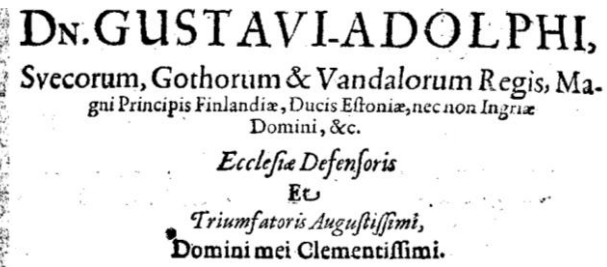 DN. GUSTAVI-ADOLPHI,
Svecorum, Gothorum & Vandalorum Regis, Ma-
gni Principis Finlandiæ, Ducis Eſtoniæ, nec non Ingriæ
Domini, &c.
Eccleſiæ Defenſoris
Et
Triumfatoris Auguſtiſſimi,
Domini mei Clementiſſimi.